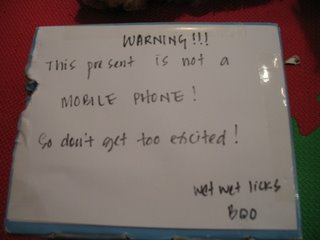 WARNING!!!
This present is not a
MOBILE PHONE!
So don't get too excited!
wet wet licks
BOO